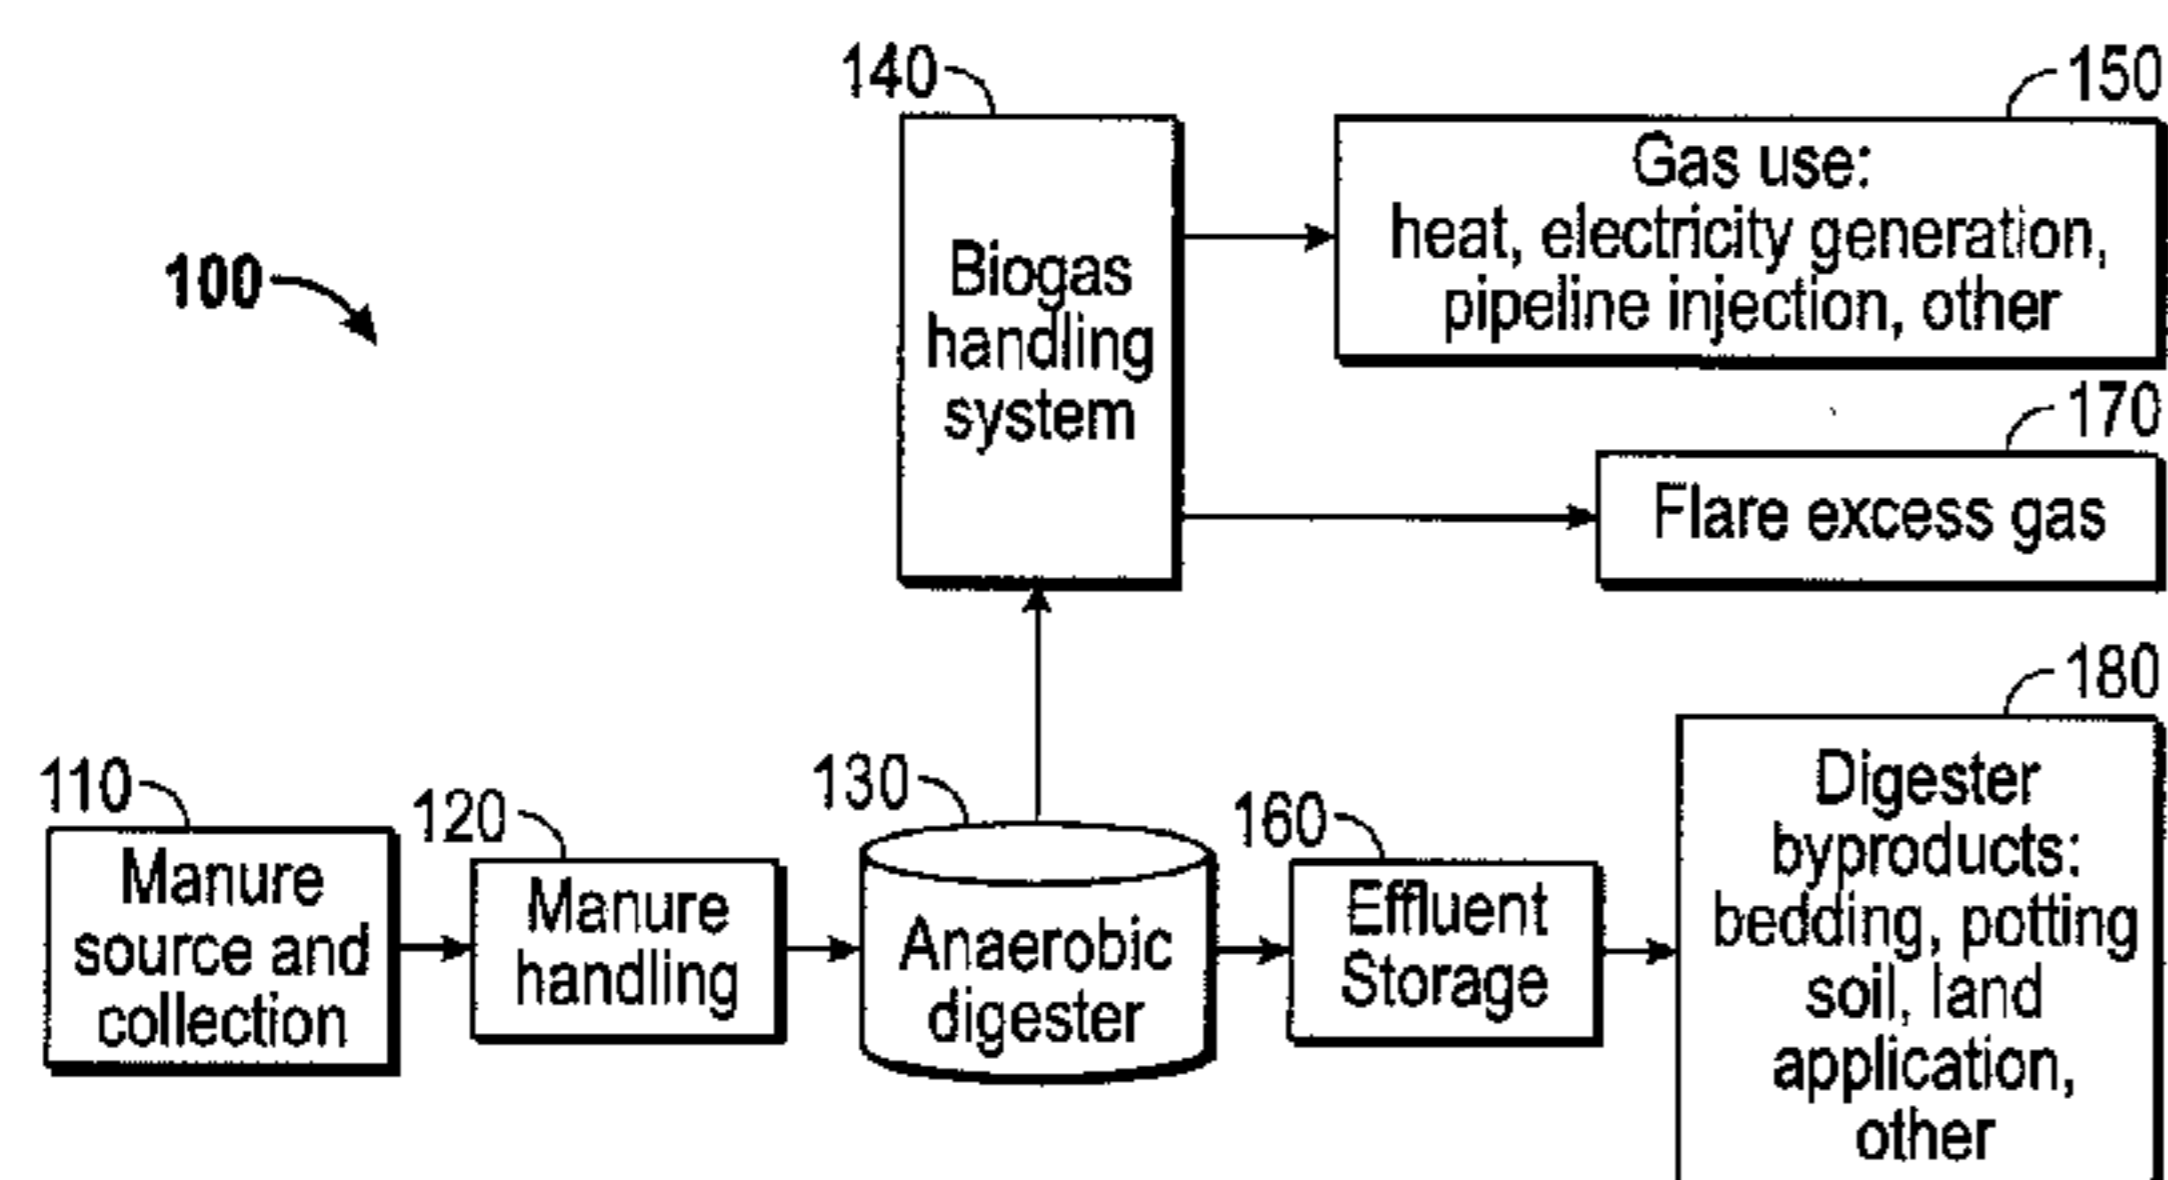 140
150
Gas use:
heat, electricity generation,
pipeline injection, other
100
Biogas
handling
system
170
Flare excess gas
180
110
Manure
source and
collection
120
Manure
handling
130
Anaerobic
digester
160
Effluent
Storage
Digester
byproducts:
bedding, potting
soil, land
application,
other